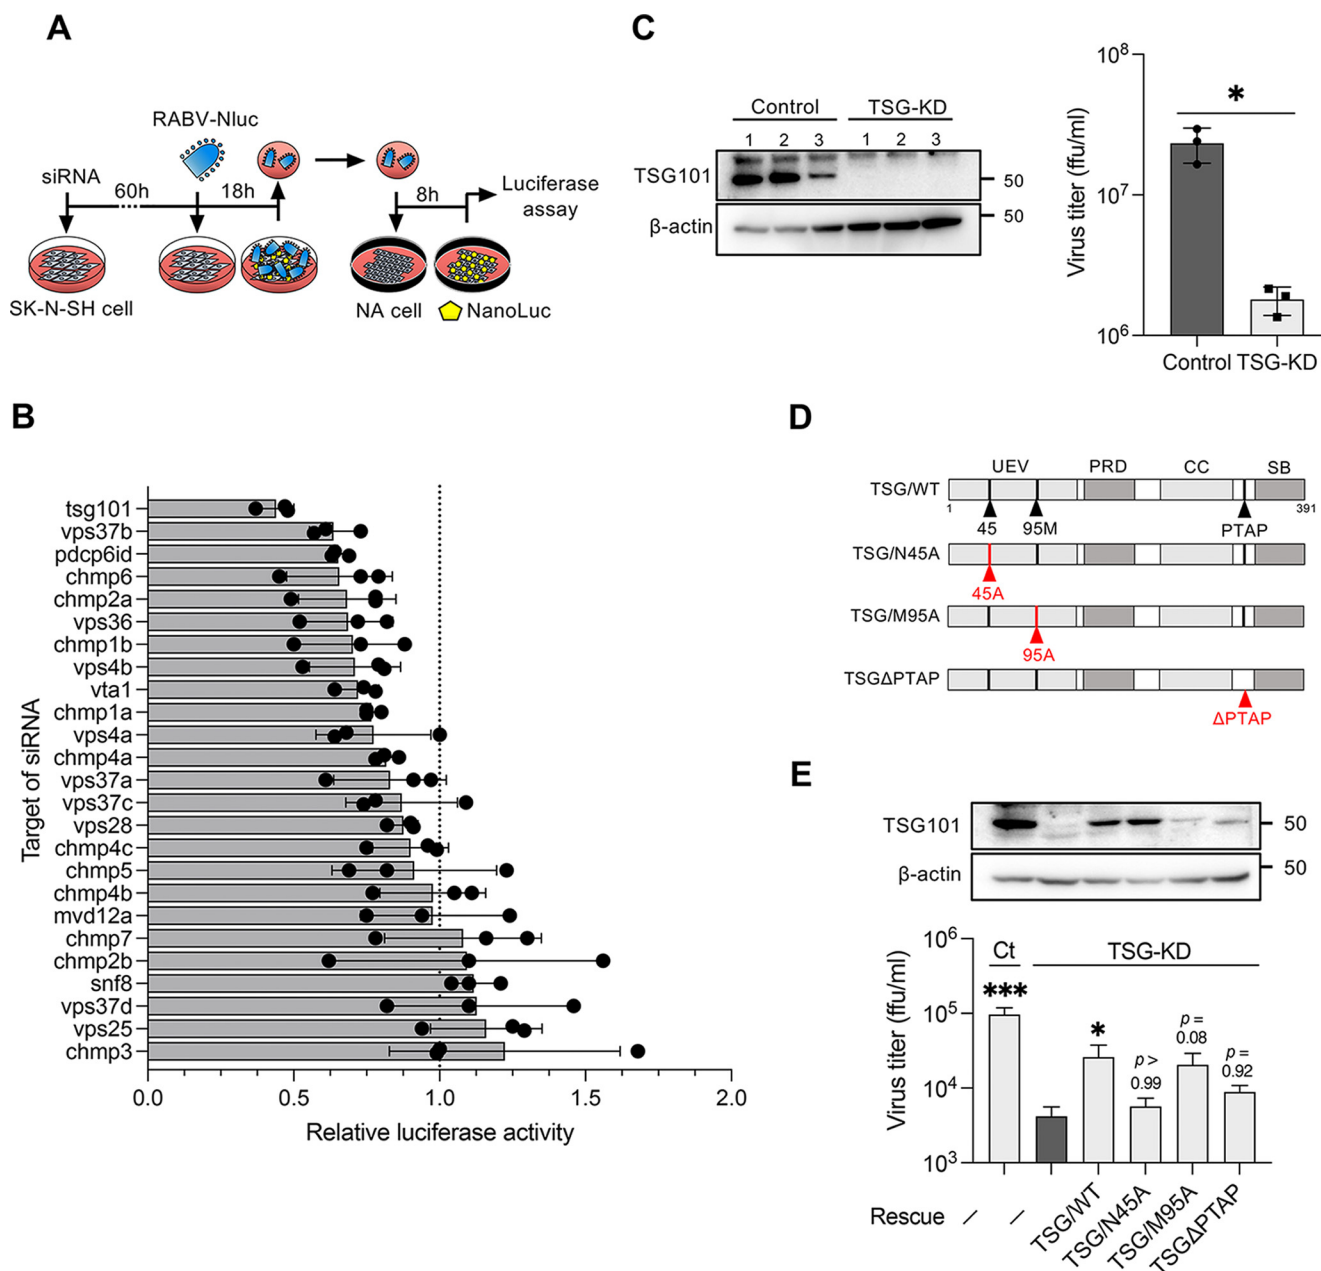 A
RABV-Nluc
siRNA
60h
18h
8h
Luciferase
assay
SK-N-SH cell
NA cell
NanoLuc
B
Target of siRNA
tsg101
vps37b
pdcp6id
chmp6
chmp2a
vps36
chmp1b
vps4b
vta1
chmp1a
vps4a
chmp4a
vps37a
vps37c
vps28
chmp4c
chmp5
chmp4b
mvd12a
chmp7
chmp2b
snf8
vps37d
vps25
chmp3
0.0 0.5 1.0 1.5 2.0
Relative luciferase activity
C
Control TSG-KD
1 2 3 1 2 3
TSG101 50
β-actin 50
Virus titer (ffu/ml)
10⁸
10⁷
10⁶
*
Control TSG-KD
D
UEV PRD CC SB
TSG/WT
1 391
45 95M PTAP
TSG/N45A
45A
TSG/M95A
95A
TSGΔPTAP
ΔPTAP
E
TSG101 50
β-actin 50
Virus titer (ffu/ml)
10⁶
10⁵
10⁴
10³
Ct TSG-KD
***
*
p >
0.99
p =
0.08
p =
0.92
Rescue / / TSG/WT TSG/N45A TSG/M95A TSGΔPTAP